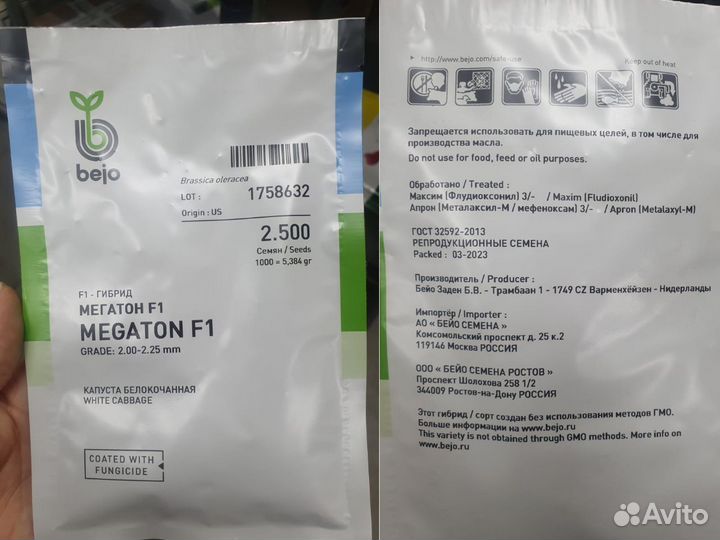 bejo
Brassica oleracea
LOT : 1758632
Origin : US
2.500
Семян / Seeds
1000 = 5,384 gr
F1 - ГИБРИД
МЕГАТОН F1
MEGATON F1
GRADE: 2.00-2.25 mm
КАПУСТА БЕЛОКОЧАННАЯ
WHITE CABBAGE
COATED WITH
FUNGICIDE
http://www.bejo.com/safe-use
Keep out of heat
Запрещается использовать для пищевых целей, в том числе для
производства масла.
Do not use for food, feed or oil purposes.
Обработано / Treated :
Максим (Флудиоксонил) 3/- / Maxim (Fludioxonil)
Апрон (Металаксил-М / мефеноксам) 3/- / Apron (Metalaxyl-M)
ГОСТ 32592-2013
РЕПРОДУКЦИОННЫЕ СЕМЕНА
Packed : 03-2023
Производитель / Producer :
Бейо Заден Б.В. - Трамбаан 1 - 1749 CZ Варменхёйзен - Нидерланды
Импортёр / Importer :
АО « БЕЙО СЕМЕНА »
Комсомольский проспект д. 25 к.2
119146 Москва РОССИЯ
ООО « БЕЙО СЕМЕНА РОСТОВ »
Проспект Шолохова 258 1/2
344009 Ростов-на-Дону РОССИЯ
Этот гибрид / сорт создан без использования методов ГМО.
Больше информации на www.bejo.ru
This variety is not obtained through GMO methods. More info on
www.bejo.ru
Avito